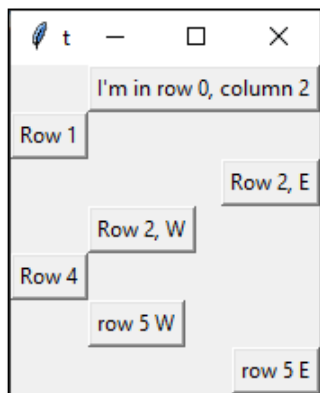 t
I'm in row 0, column 2
Row 1
Row 2, E
Row 2, W
Row 4
row 5 W
row 5 E